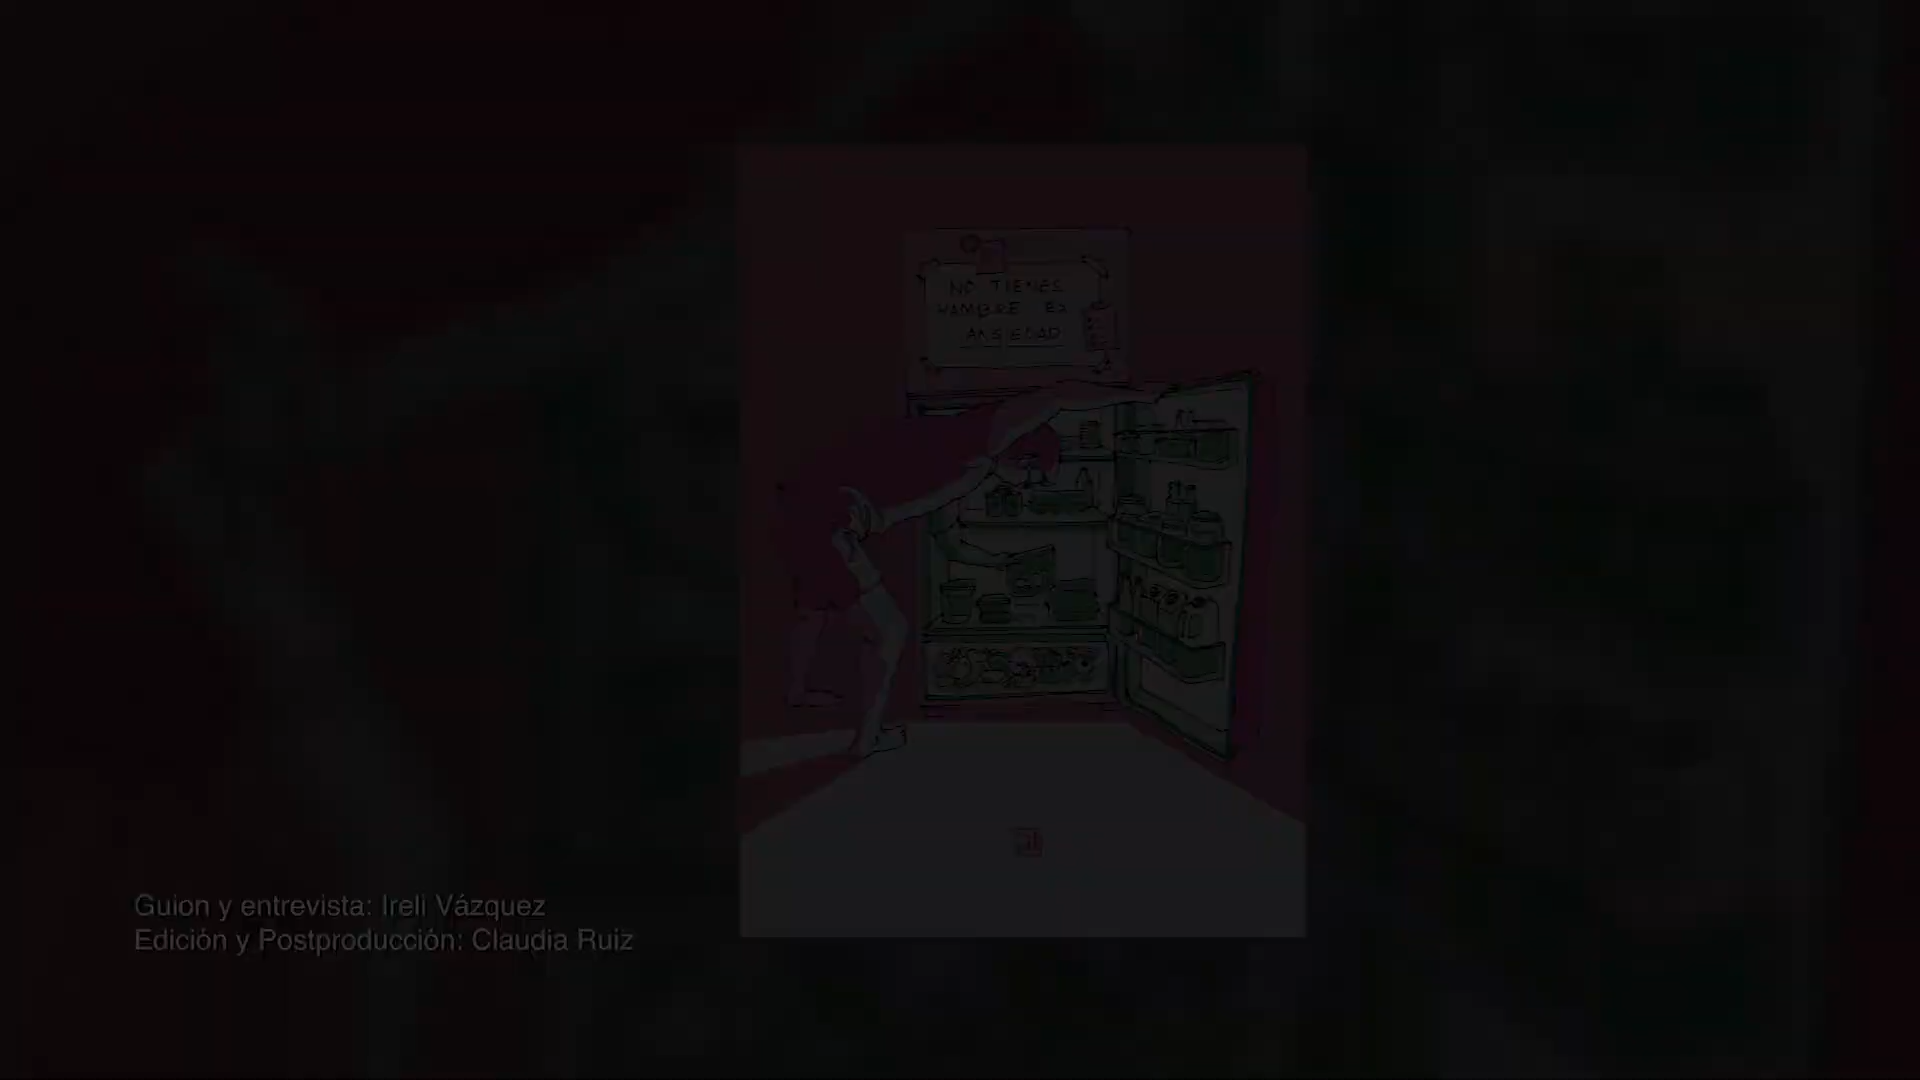 NO TIENES
HAMBRE ES
ANSIEDAD
Guion y entrevista: Ireli Vázquez
Edición y Postproducción: Claudia Ruiz